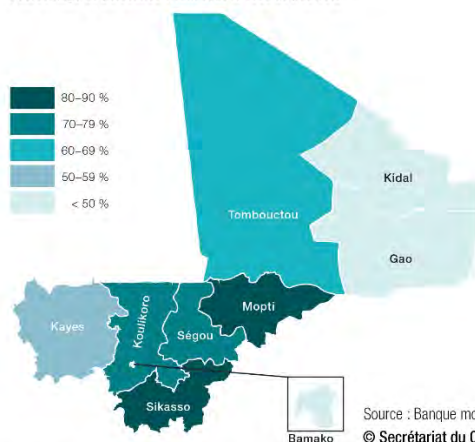 80–90 %
70–79 %
60–69 %
50–59 %
< 50 %
Kidal
Tombouctou
Gao
Mopti
Kayes
Koulikoro
Ségou
Sikasso
Bamako
Source : Banque mo
© Secrétariat du C